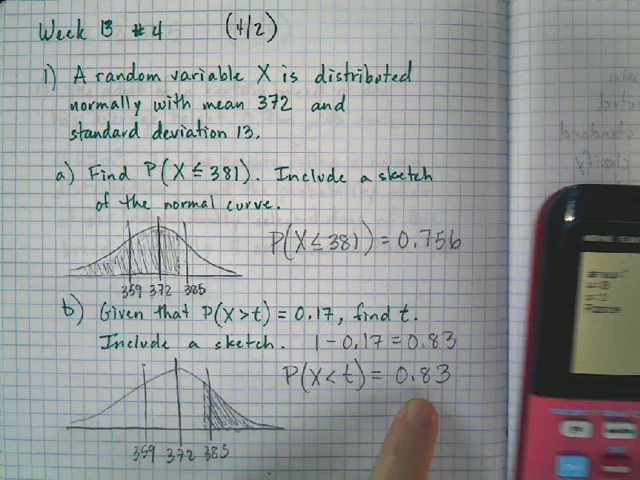 Week 13 #4 (4/2)
1) A random variable X is distributed
normally with mean 372 and
standard deviation 13.
a) Find P(X ≤ 381). Include a sketch
of the normal curve.
P(X ≤ 381) = 0.756
359 372 385
b) Given that P(X > t) = 0.17, find t.
Include a sketch. 1 - 0.17 = 0.83
P(X < t) = 0.83
359 372 385